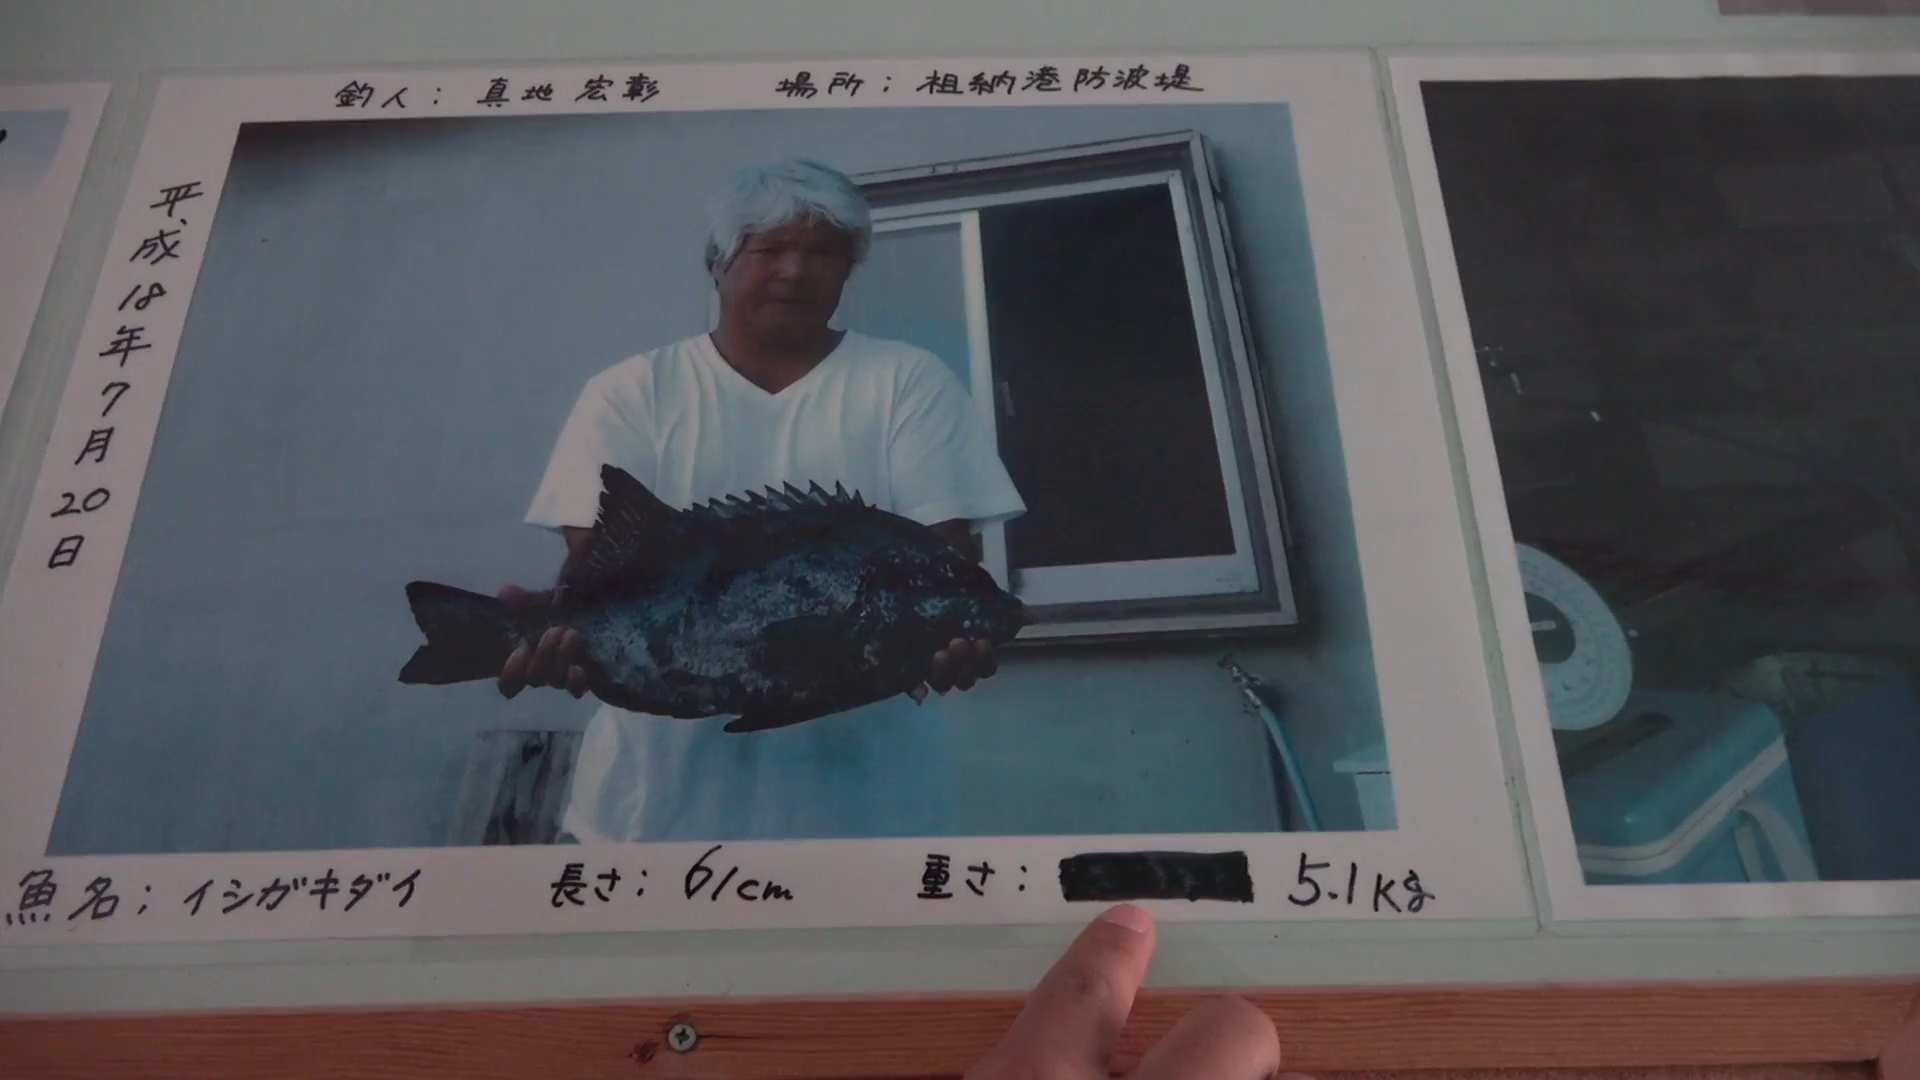 釣人: 真地 宏彰 場所: 祖納港防波堤
平成18年7月20日
魚名: イシガキダイ 長さ: 61cm 重さ: 5.1Kg